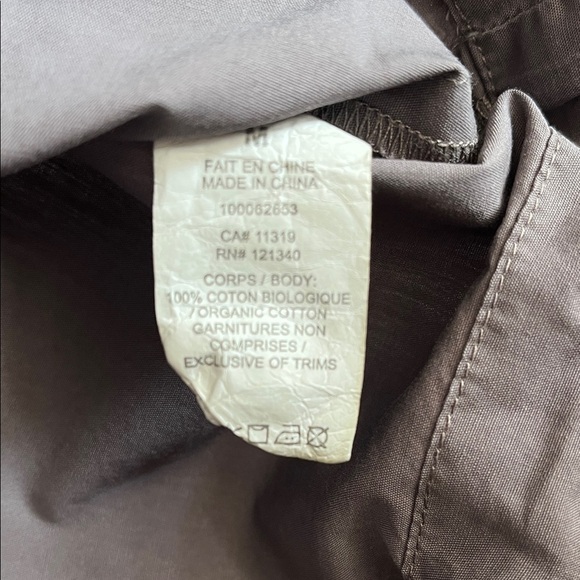 M
FAIT EN CHINE
MADE IN CHINA
100062653
CA# 11319
RN# 121340
CORPS / BODY:
100% COTON BIOLOGIQUE
/ ORGANIC COTTON
GARNITURES NON
COMPRISES /
EXCLUSIVE OF TRIMS